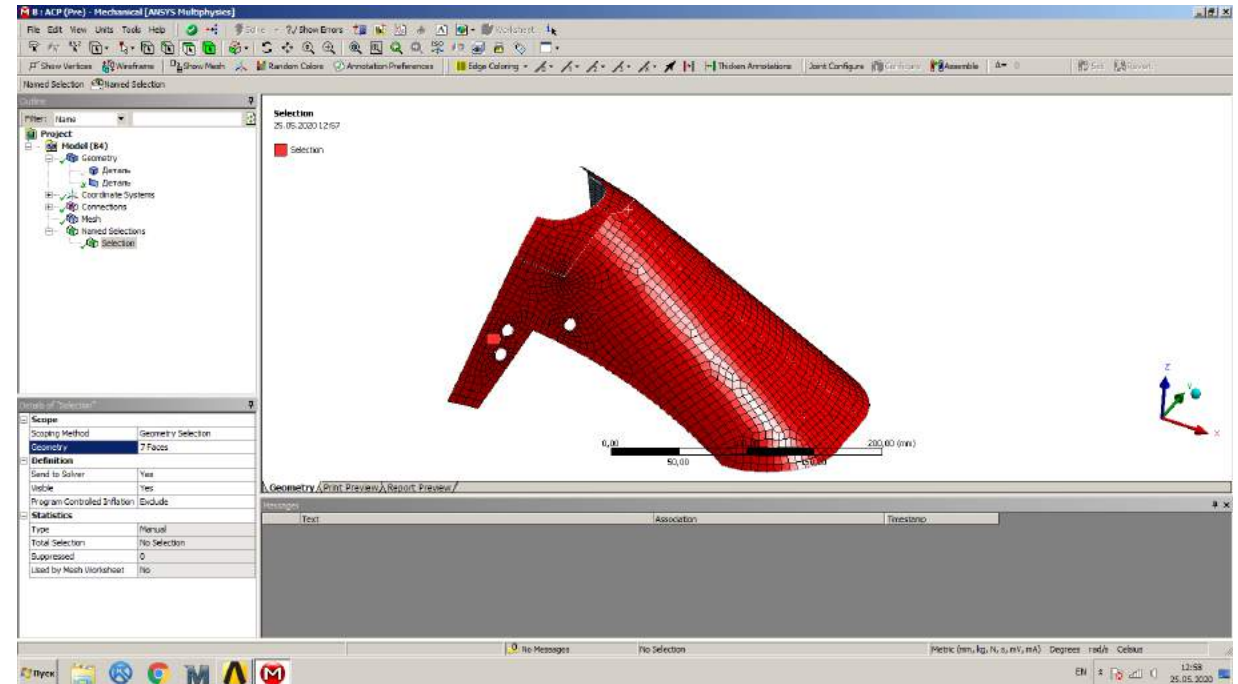 B : ACP (Pre) - Mechanical [ANSYS Multiphysics]
File Edit View Units Tools Help ?/ Show Errors Worksheet
Show Vertices Wireframe Show Mesh Random Colors Annotation Preferences Edge Coloring Thicken Annotations Joint Configure Configure Assemble Set Revert
Named Selection Named Selection
Outline
Filter: Name
Project
Model (B4)
Geometry
Деталь
Деталь
Coordinate Systems
Connections
Mesh
Named Selections
Selection
Selection
25.05.2020 12:57
Selection
Z
Y
X
0,00 200,00 (mm)
50,00 150,00
Geometry Print Preview Report Preview
Details of "Selection"
Scope
Scoping Method Geometry Selection
Geometry 7 Faces
Definition
Send to Solver Yes
Visible Yes
Program Controlled Inflation Exclude
Statistics
Type Manual
Total Selection No Selection
Suppressed 0
Used by Mesh Worksheet No
Messages
Text Association Timestamp
No Messages No Selection Metric (mm, kg, N, s, mV, mA) Degrees rad/s Celsius
Пуск EN 12:58
25.05.2020